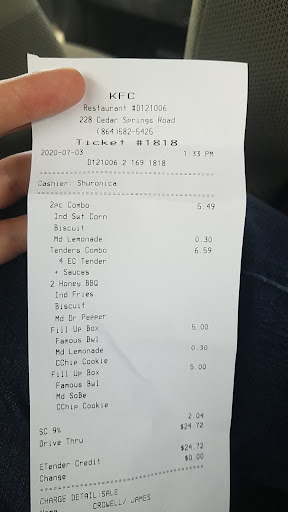 KFC
Restaurant #D121006
228 Cedar Springs Road
(864)582-5425
Ticket #1818
2020-07-03 1:33 PM
D121006 2 169 1818
Cashier: Shuronica
2pc Combo 5.49
Ind Swt Corn
Biscuit
Md Lemonade 0.30
Tenders Combo 6.59
4 EC Tender
+ Sauces
2 Honey BBQ
Ind Fries
Biscuit
Md Dr Pepper
Fill Up Box 5.00
Famous Bwl
Md Lemonade 0.30
CChip Cookie
Fill Up Box 5.00
Famous Bwl
Md SoBe
CChip Cookie
SC 9% 2.04
Drive Thru $24.72
ETender Credit $24.72
Change $0.00
CHARGE DETAIL:SALE
CROWELL/ JAMES